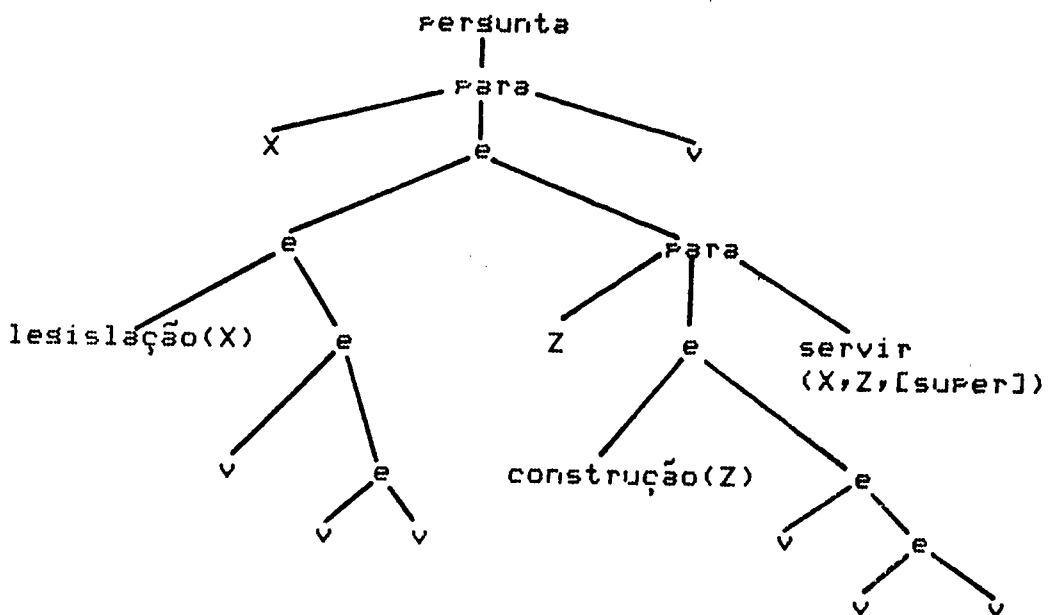 pergunta
para
X
e
v
e
para
legislação(X)
e
Z
e
servir
(X,Z,[super])
v
e
construção(Z)
e
v
v
v
e
v
v